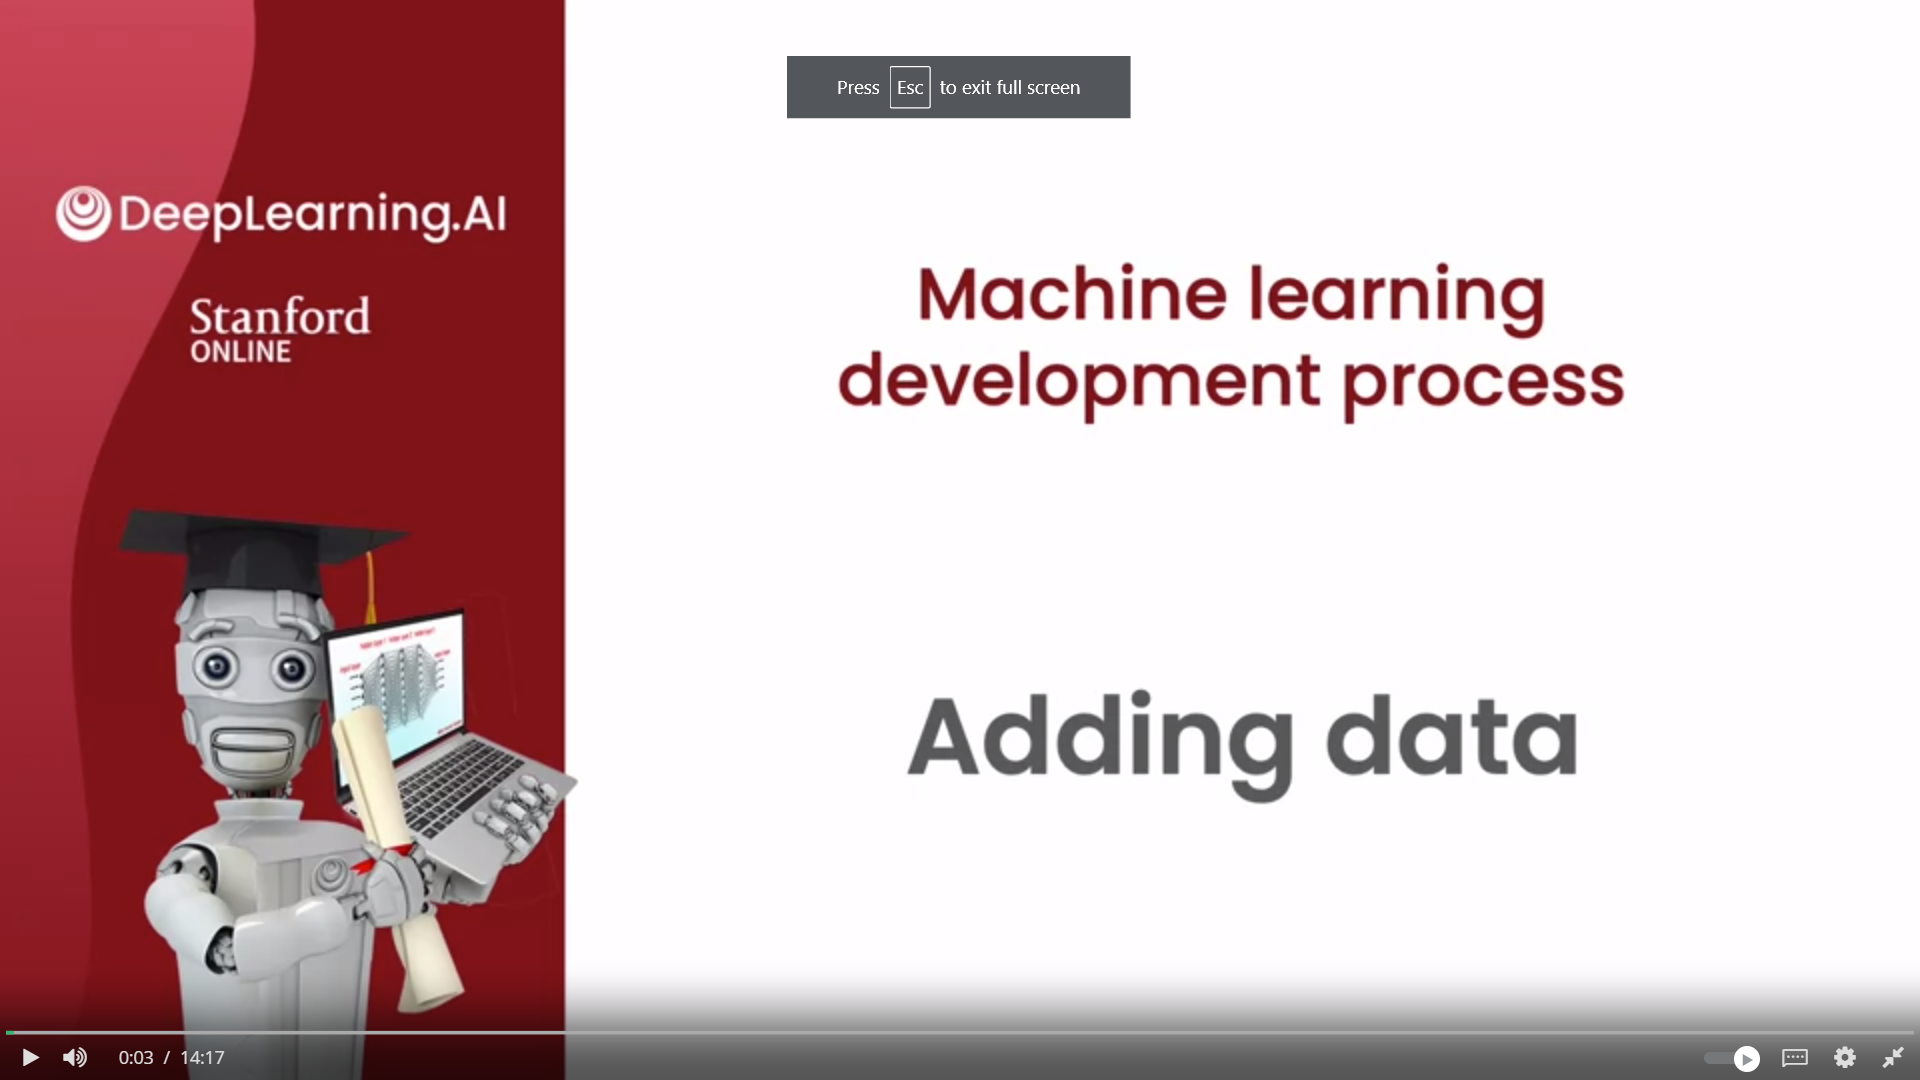 Press Esc to exit full screen
DeepLearning.AI
Stanford
ONLINE
Machine learning
development process
Adding data
0:03 / 14:17